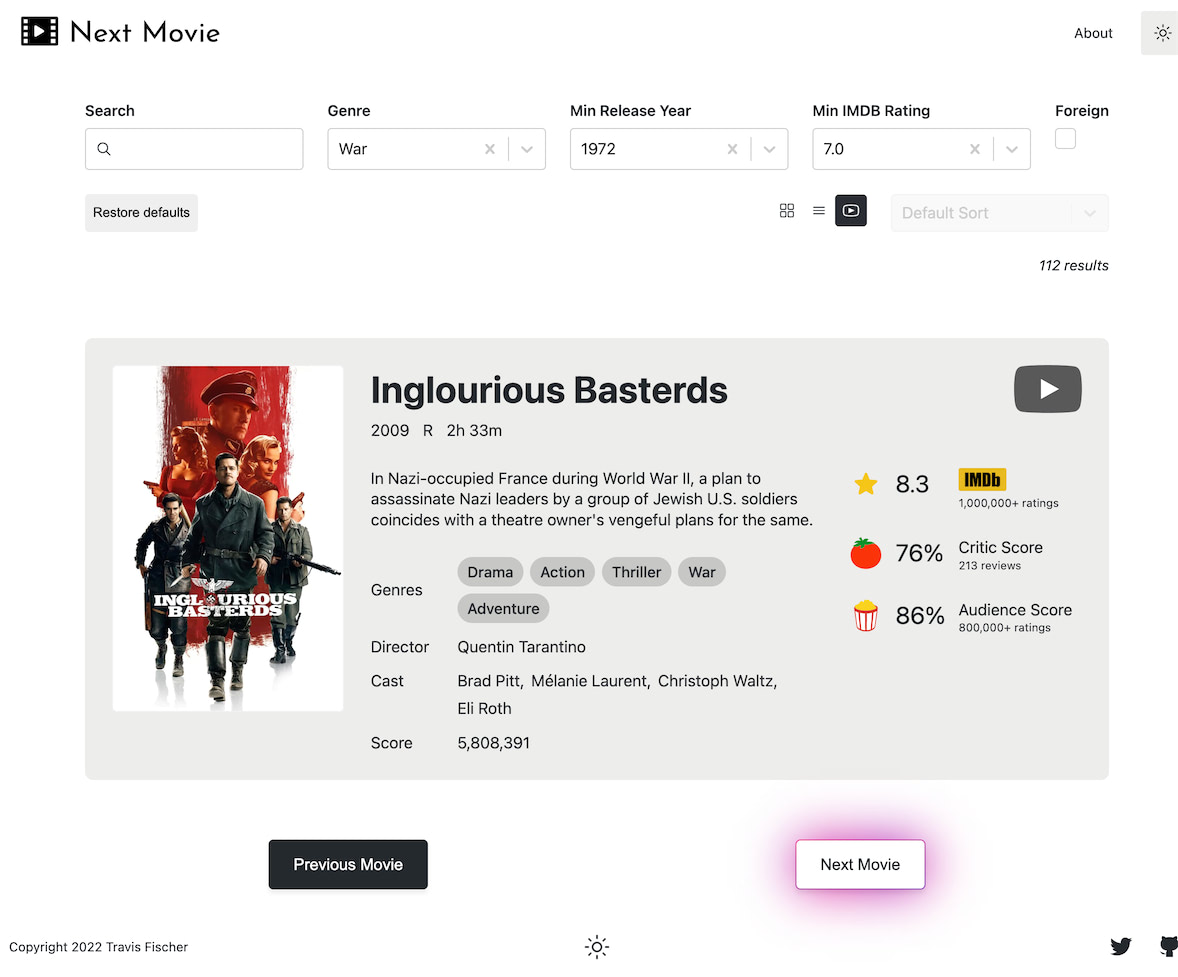 Next Movie
About
Search
Genre
Min Release Year
Min IMDB Rating
Foreign
War
1972
7.0
Restore defaults
Default Sort
112 results
Inglourious Basterds
2009 R 2h 33m
In Nazi-occupied France during World War II, a plan to
assassinate Nazi leaders by a group of Jewish U.S. soldiers
coincides with a theatre owner's vengeful plans for the same.
8.3
IMDb
1,000,000+ ratings
76%
Critic Score
213 reviews
86%
Audience Score
800,000+ ratings
Genres
Drama
Action
Thriller
War
Adventure
Director
Quentin Tarantino
Cast
Brad Pitt, Mélanie Laurent, Christoph Waltz,
Eli Roth
Score
5,808,391
INGLOURIOUS
BASTERDS
Previous Movie
Next Movie
Copyright 2022 Travis Fischer